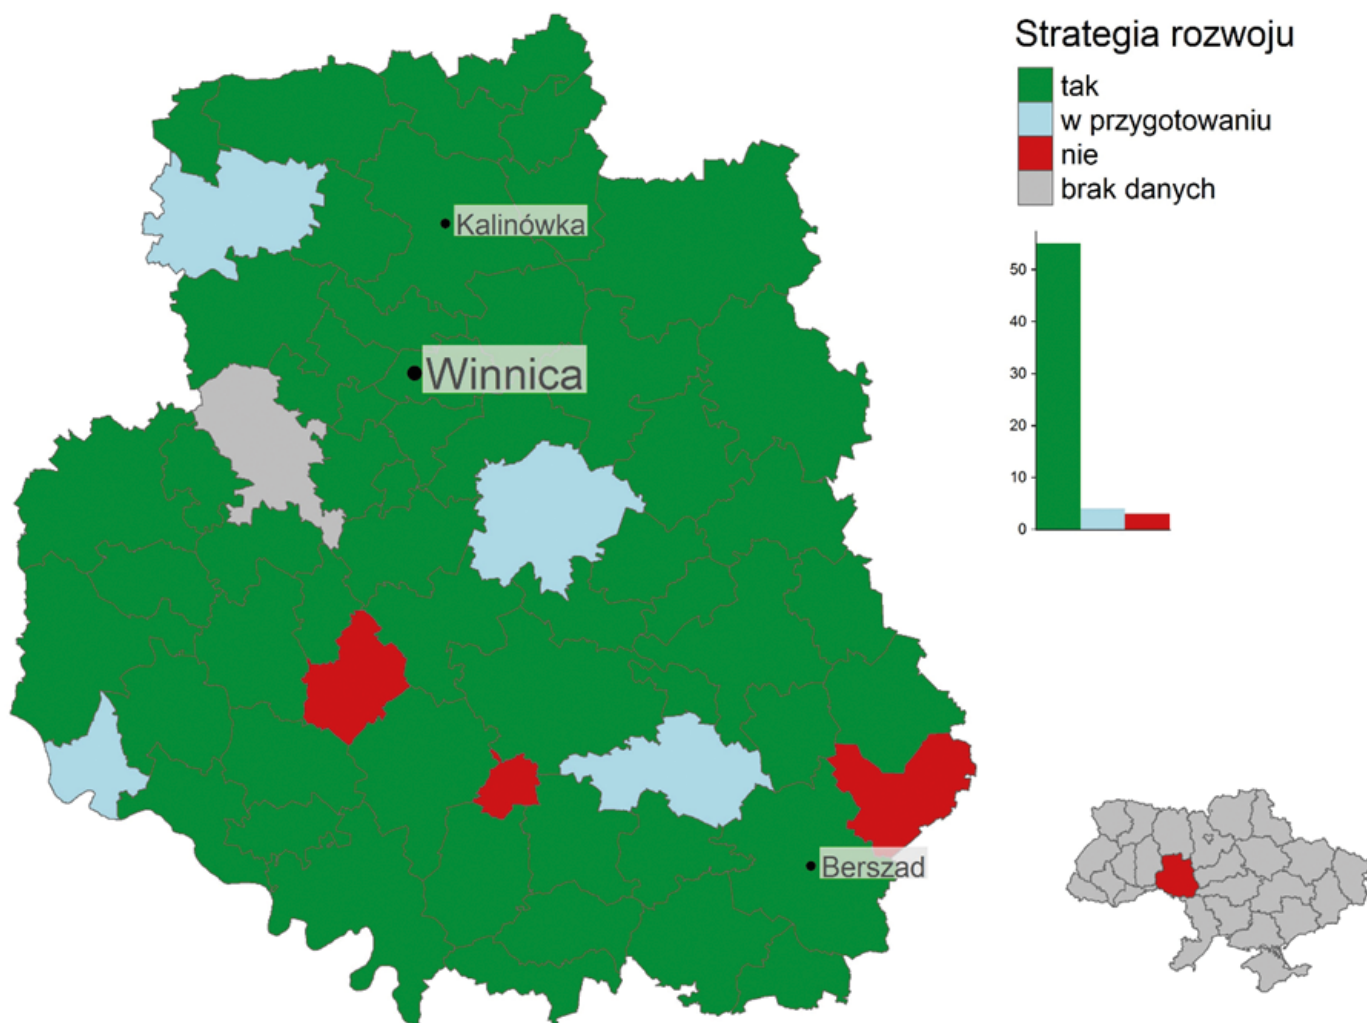 Strategia rozwoju
tak
w przygotowaniu
nie
brak danych
Kalinówka
Winnica
Berszad
50
40
30
20
10
0